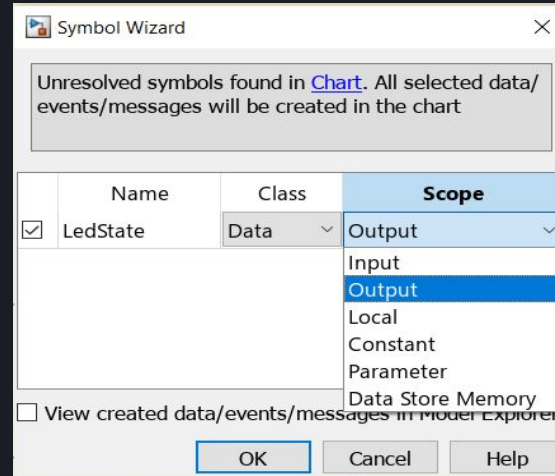 Symbol Wizard
Unresolved symbols found in Chart. All selected data/
events/messages will be created in the chart
Name Class Scope
LedState Data Output
Input
Output
Local
Constant
Parameter
Data Store Memory
View created data/events/messages in Model Explorer
OK Cancel Help